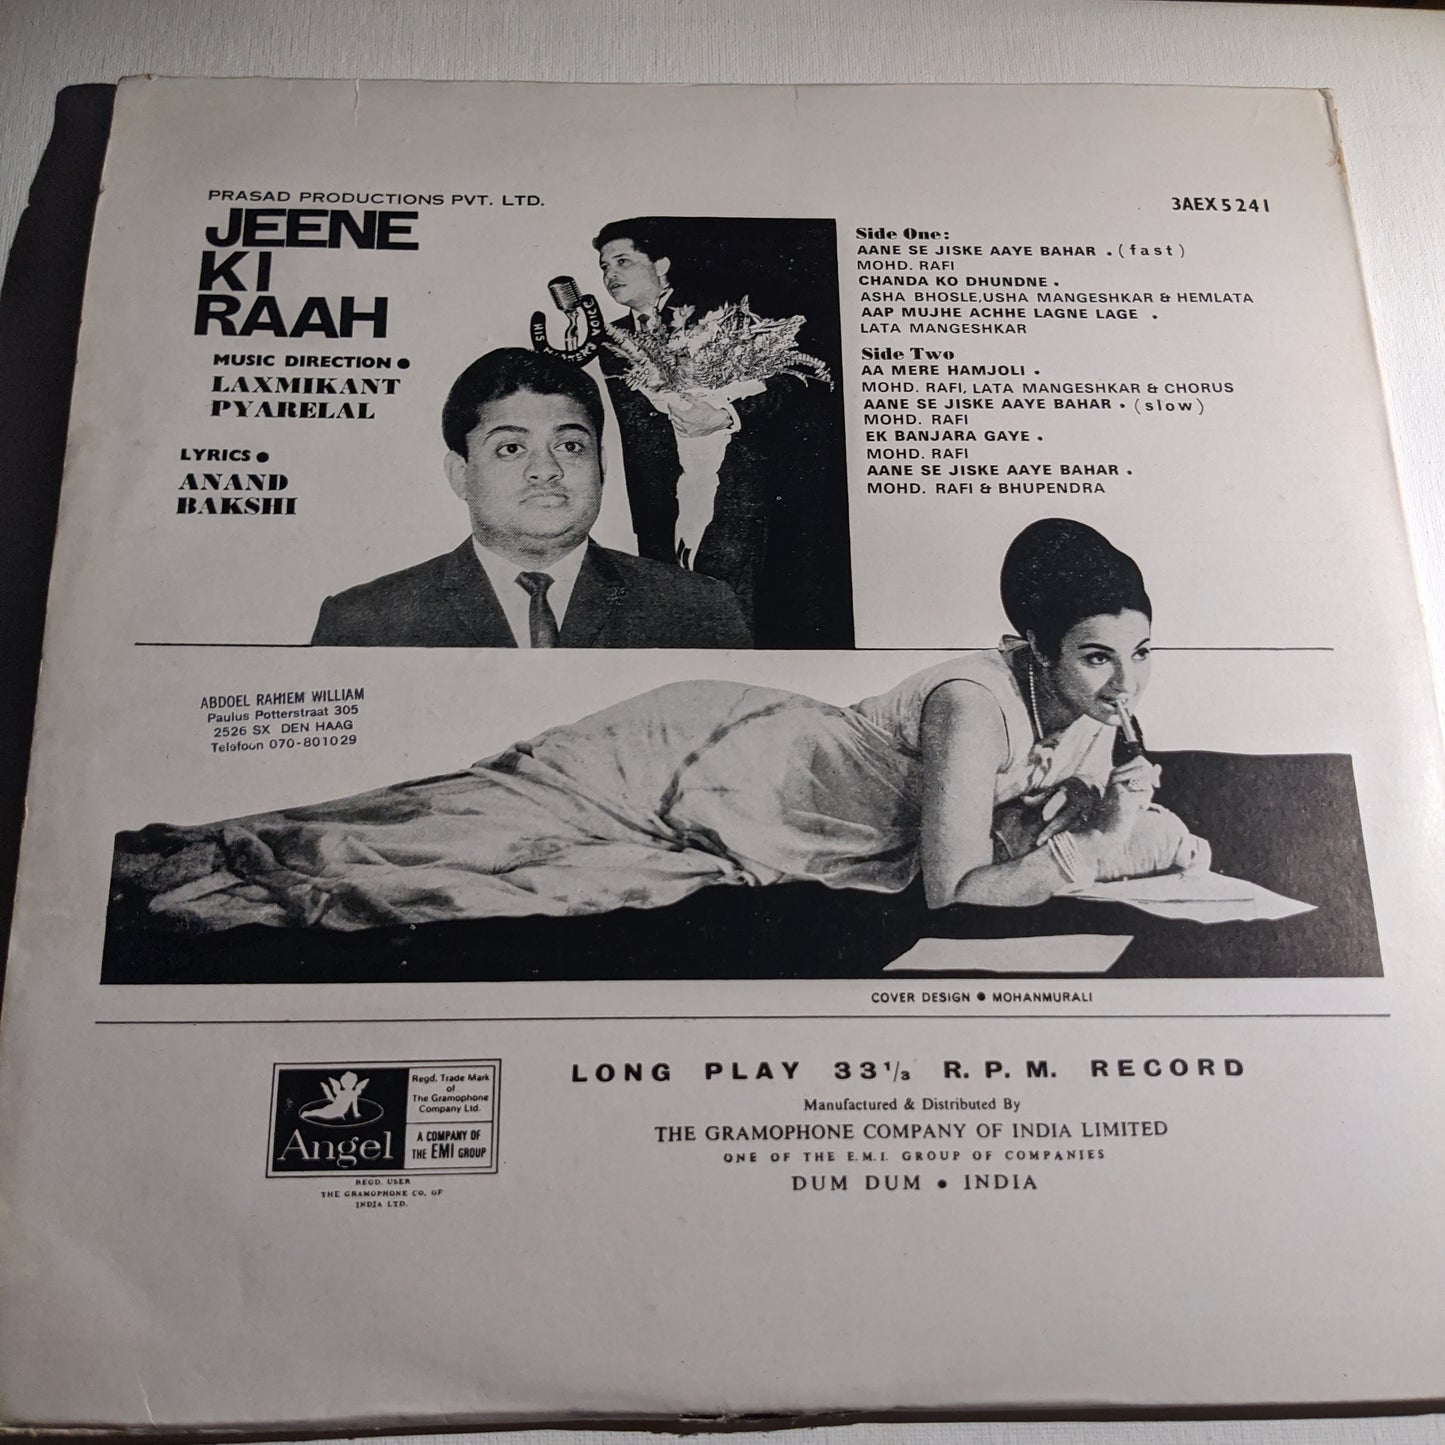 PRASAD PRODUCTIONS PVT. LTD.
JEENE
KI
RAAH
MUSIC DIRECTION ●
LAXMIKANT
PYARELAL
LYRICS ●
ANAND
BAKSHI
HIS MASTER'S VOICE
3AEX5241
Side One:
AANE SE JISKE AAYE BAHAR . (fast)
MOHD. RAFI
CHANDA KO DHUNDNE .
ASHA BHOSLE,USHA MANGESHKAR & HEMLATA
AAP MUJHE ACHHE LAGNE LAGE .
LATA MANGESHKAR
Side Two
AA MERE HAMJOLI .
MOHD. RAFI, LATA MANGESHKAR & CHORUS
AANE SE JISKE AAYE BAHAR . (slow)
MOHD. RAFI
EK BANJARA GAYE .
MOHD. RAFI
AANE SE JISKE AAYE BAHAR .
MOHD. RAFI & BHUPENDRA
ABDOEL RAHIEM WILLIAM
Paulus Potterstraat 305
2526 SX DEN HAAG
Telefoon 070-801029
COVER DESIGN ● MOHANMURALI
Angel
Regd. Trade Mark
of
The Gramophone
Company Ltd.
A COMPANY OF
THE EMI GROUP
REGD. USER
THE GRAMOPHONE CO. OF
INDIA LTD.
LONG PLAY 33 1/3 R. P. M. RECORD
Manufactured & Distributed By
THE GRAMOPHONE COMPANY OF INDIA LIMITED
ONE OF THE E.M.I. GROUP OF COMPANIES
DUM DUM ● INDIA